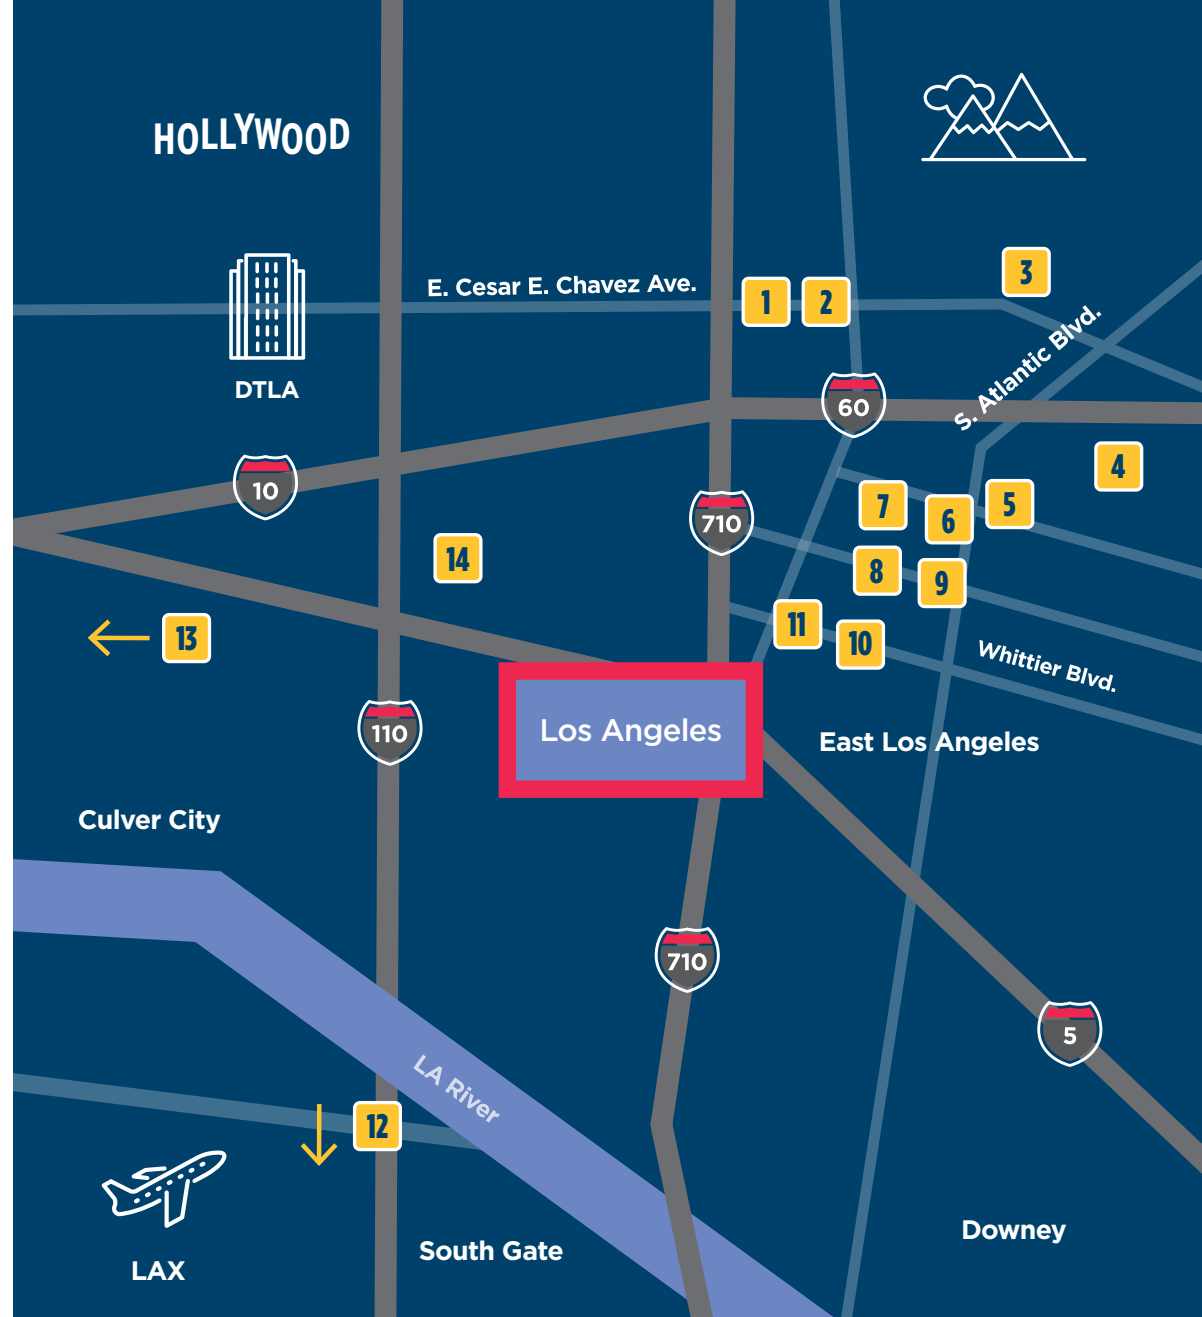 HOLLYWOOD
3
E. Cesar E. Chavez Ave.
1
2
S. Atlantic Blvd.
DTLA
60
4
10
7
5
6
710
14
8
9
11
13
10
Whittier Blvd.
110
Los Angeles
East Los Angeles
Culver City
710
5
LA River
12
Downey
South Gate
LAX